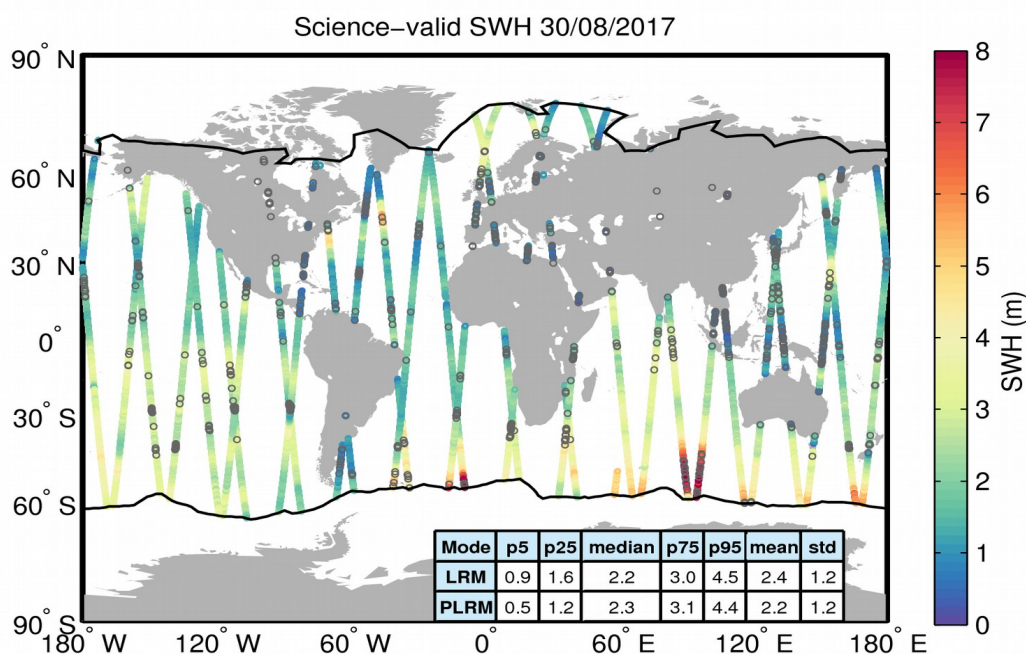 Science−valid SWH 30/08/2017
90° N
60° N
30° N
0°
30° S
60° S
90° S
180° W
120° W
60° W
0°
60° E
120° E
180° E
Mode p5 p25 median p75 p95 mean std
LRM 0.9 1.6 2.2 3.0 4.5 2.4 1.2
PLRM 0.5 1.2 2.3 3.1 4.4 2.2 1.2
8
7
6
5
4
3
2
1
0
SWH (m)